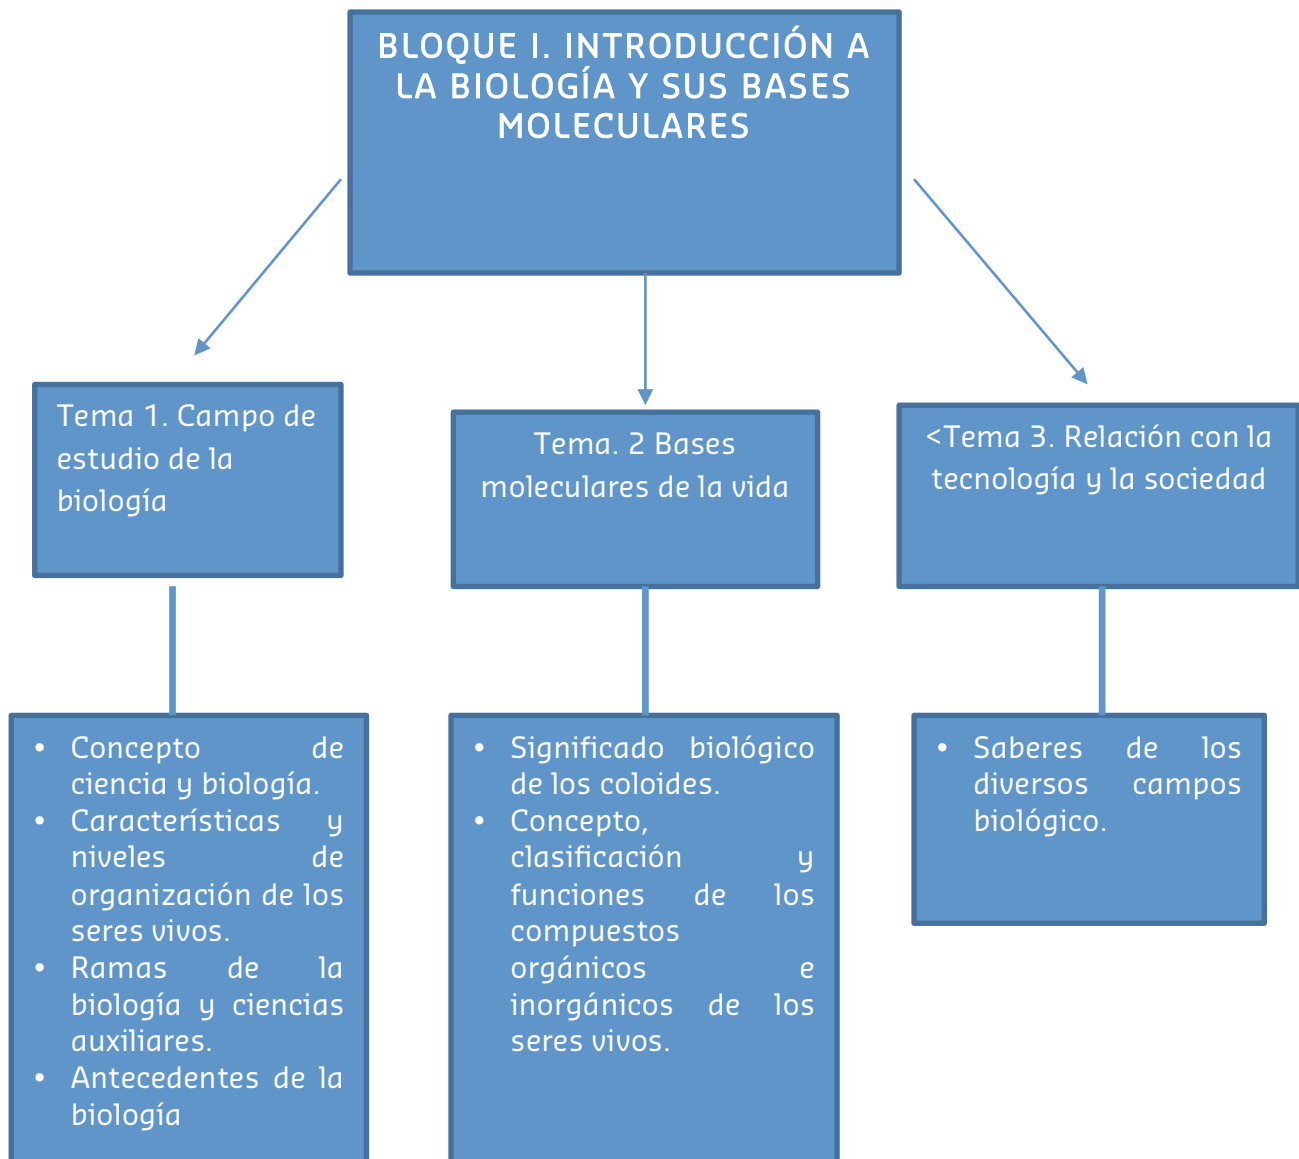 BLOQUE I. INTRODUCCIÓN A
LA BIOLOGÍA Y SUS BASES
MOLECULARES
Tema 1. Campo de
estudio de la
biología
Tema. 2 Bases
moleculares de la vida
<Tema 3. Relación con la
tecnología y la sociedad
• Concepto de
ciencia y biología.
• Características y
niveles de
organización de los
seres vivos.
• Ramas de la
biología y ciencias
auxiliares.
• Antecedentes de la
biología
• Significado biológico
de los coloides.
• Concepto,
clasificación y
funciones de los
compuestos
orgánicos e
inorgánicos de los
seres vivos.
• Saberes de los
diversos campos
biológico.